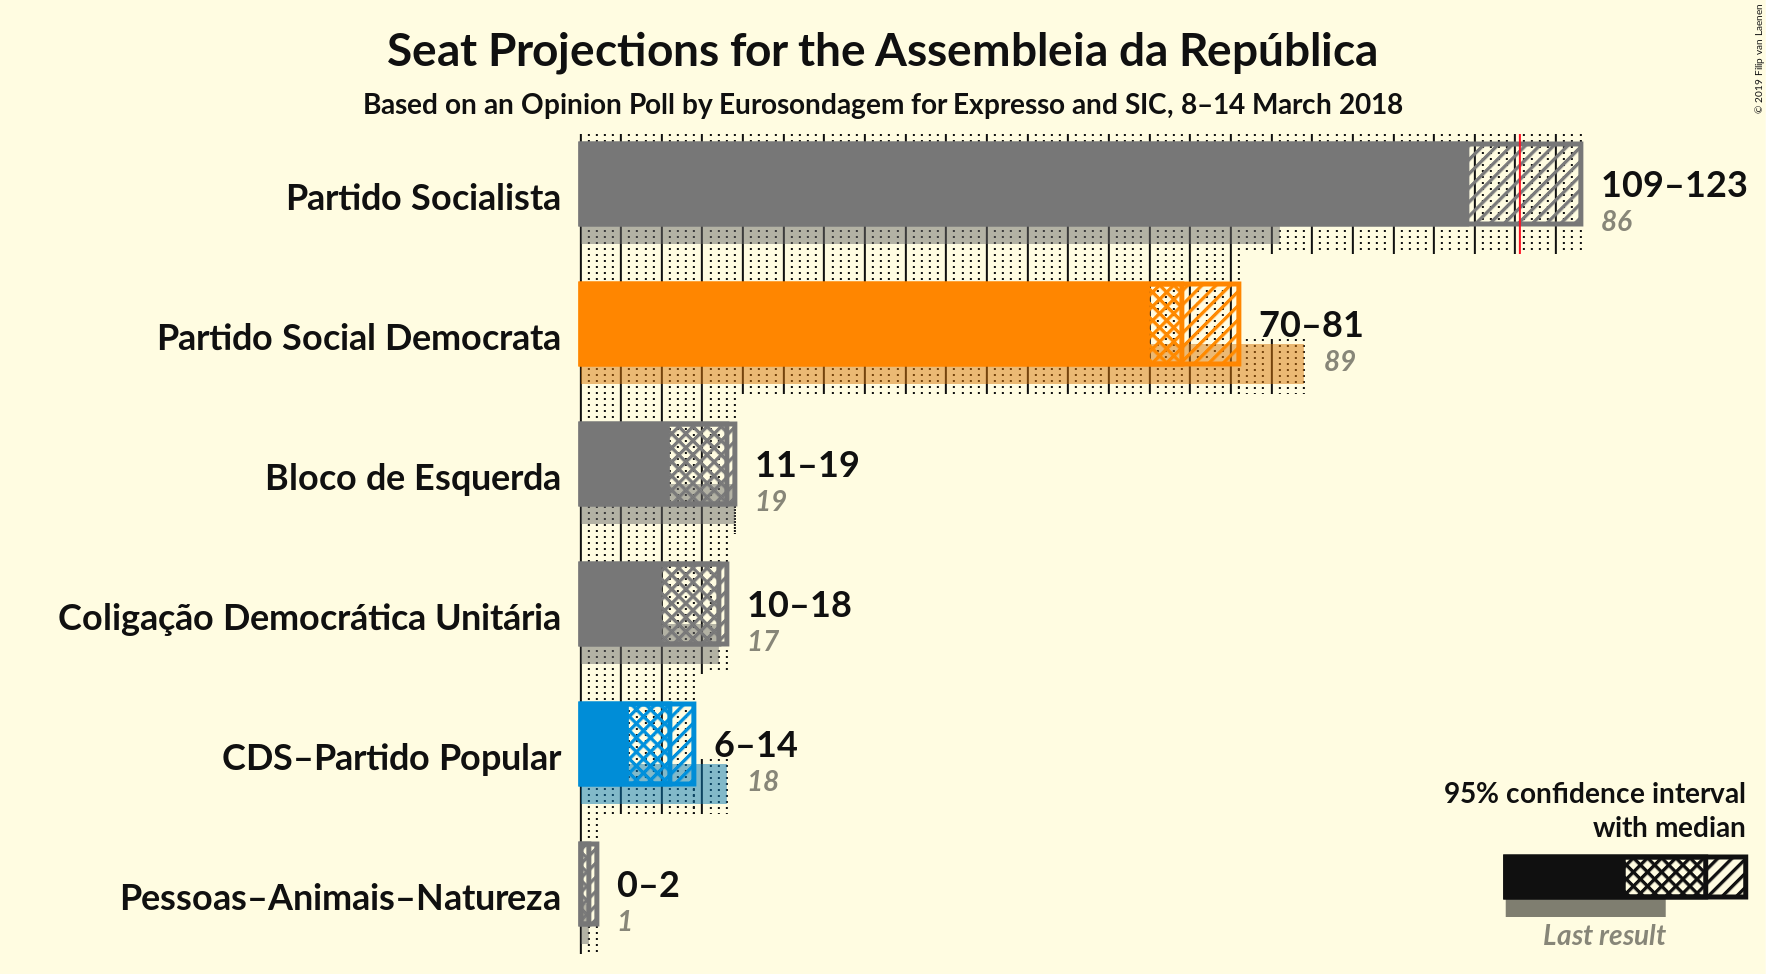 Seat Projections for the Assembleia da República
Based on an Opinion Poll by Eurosondagem for Expresso and SIC, 8–14 March 2018
© 2019 Filip van Laenen
Partido Socialista
109–123
86
Partido Social Democrata
70–81
89
Bloco de Esquerda
11–19
19
Coligação Democrática Unitária
10–18
17
CDS–Partido Popular
6–14
18
Pessoas–Animais–Natureza
0–2
1
95% confidence interval
with median
Last result